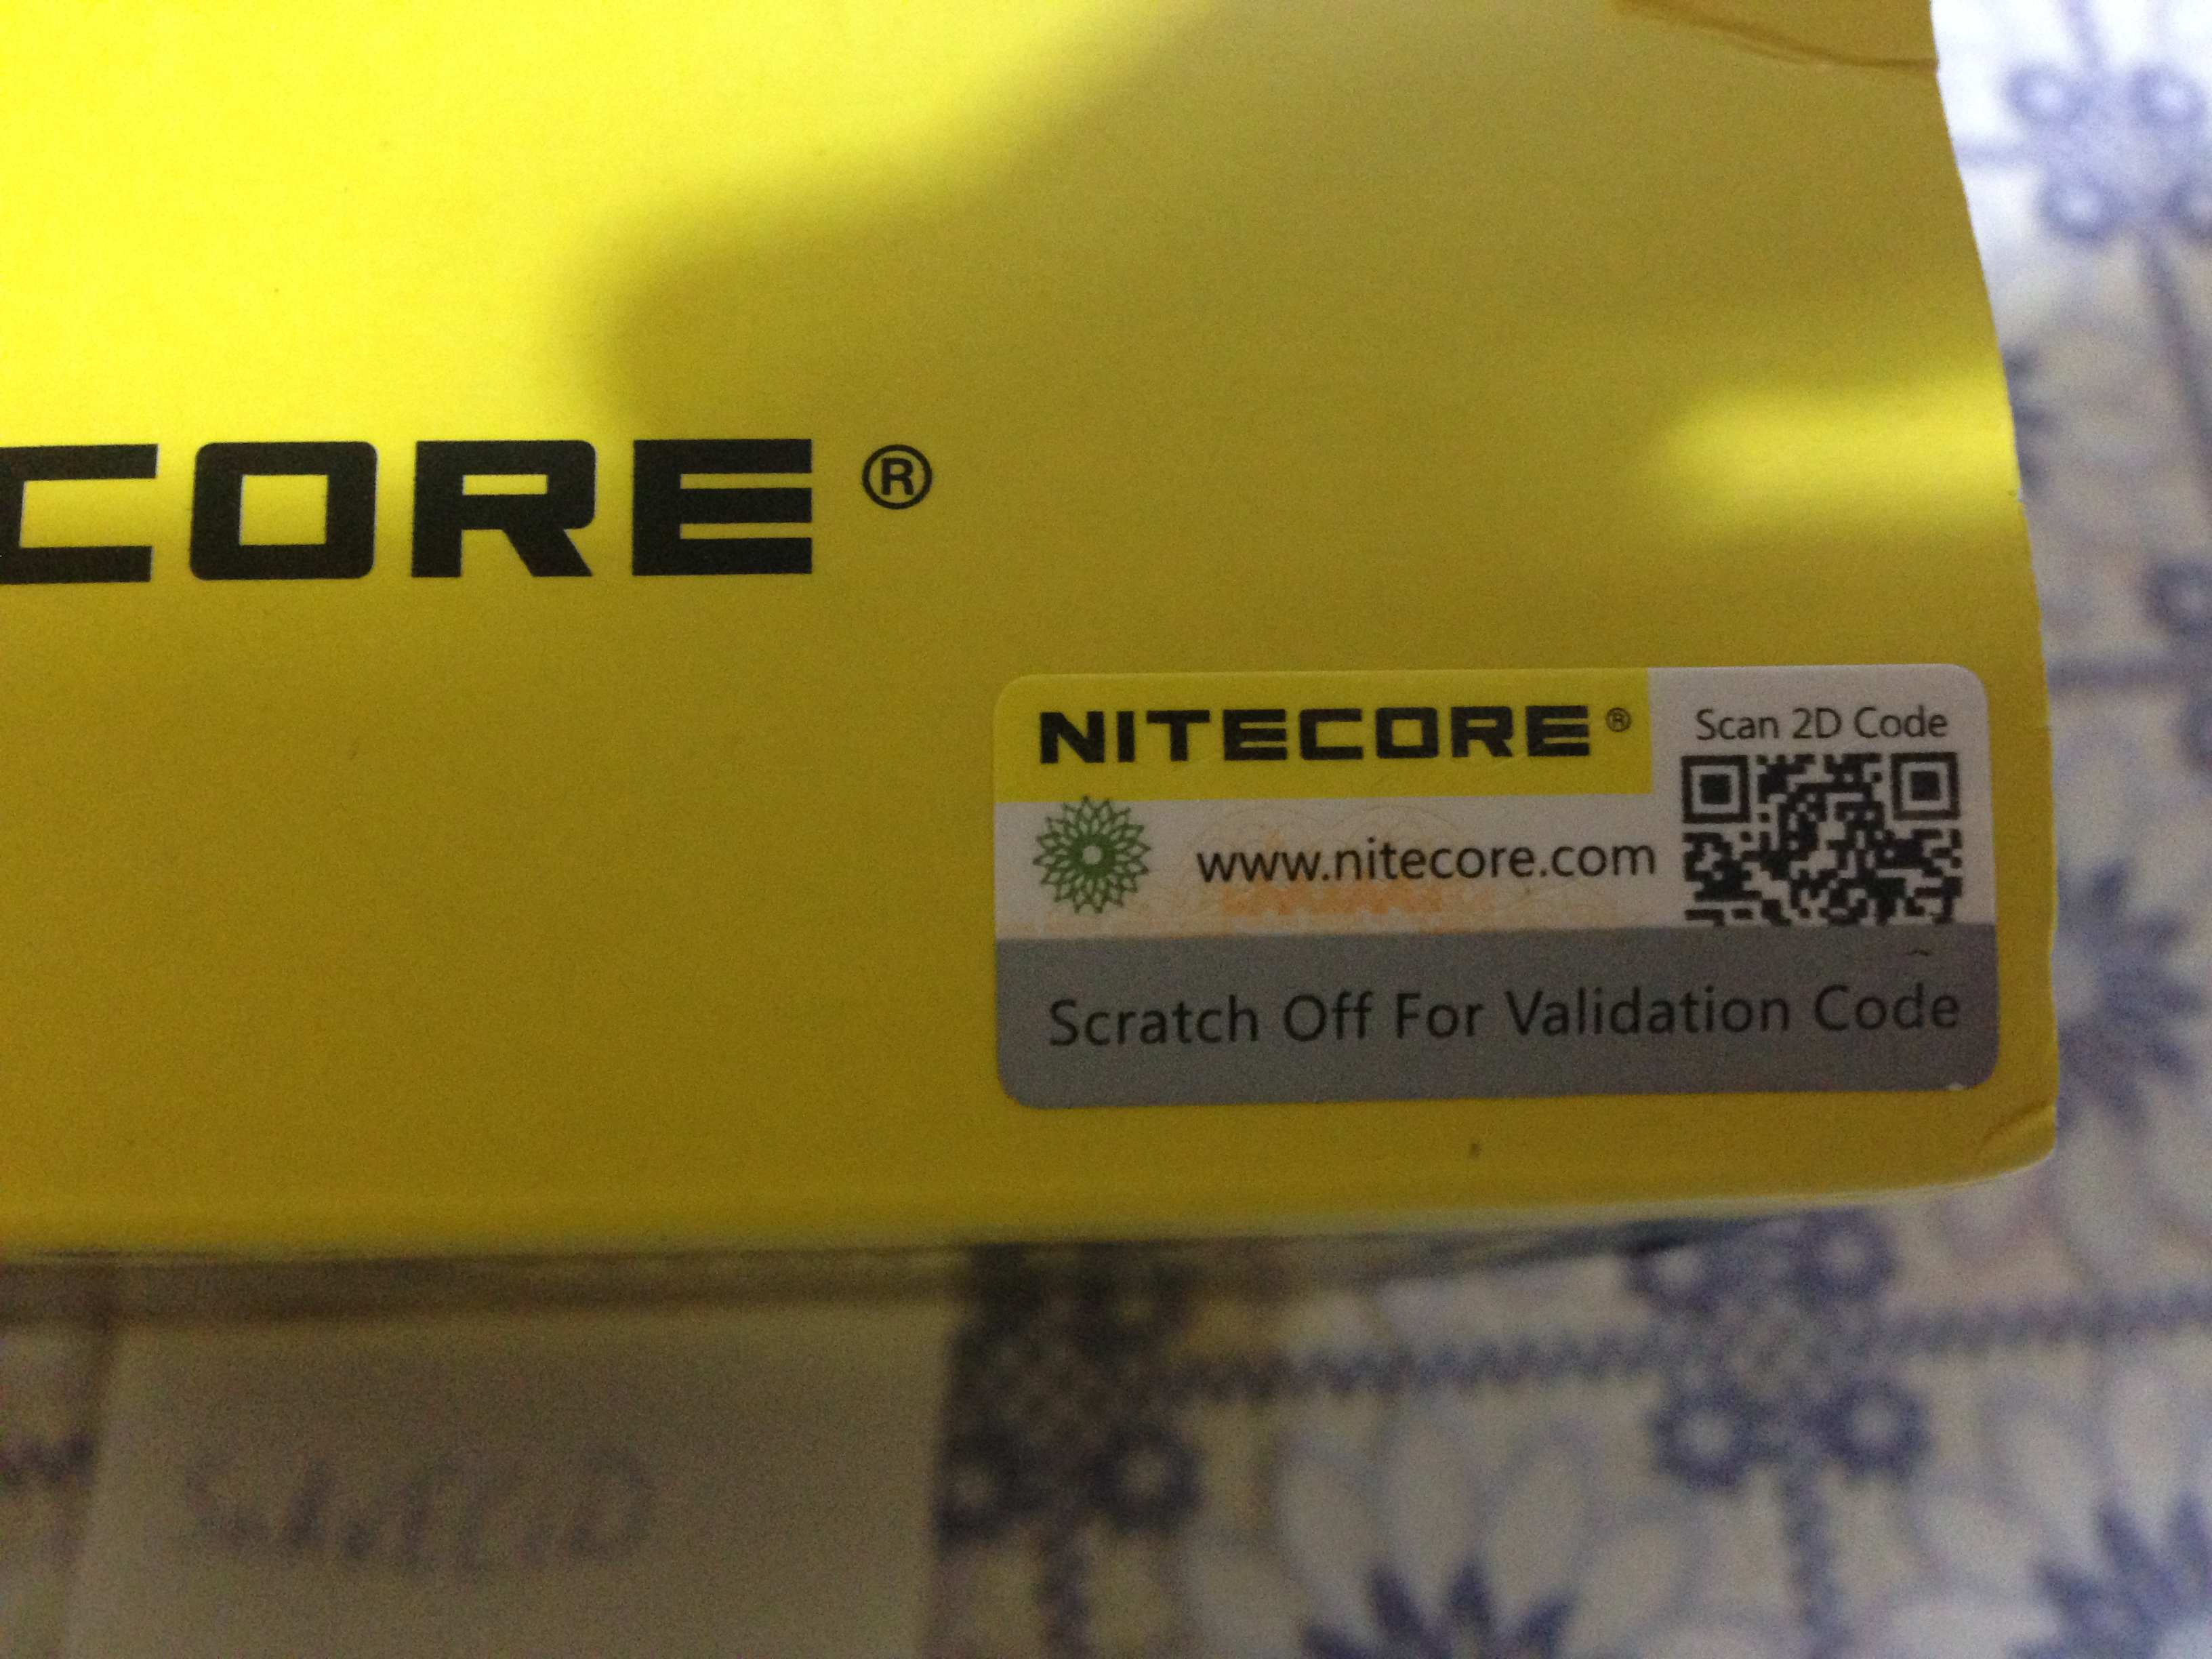 CORE®
NITECORE®
Scan 2D Code
www.nitecore.com
Scratch Off For Validation Code